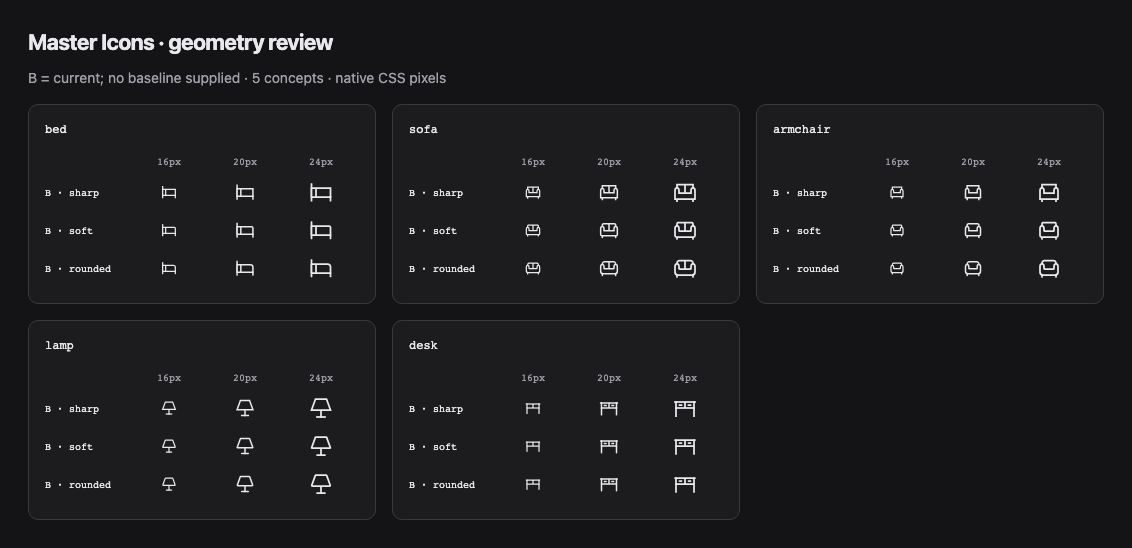 Master Icons · geometry review
B = current; no baseline supplied · 5 concepts · native CSS pixels
bed
16px 20px 24px
B · sharp
B · soft
B · rounded
sofa
16px 20px 24px
B · sharp
B · soft
B · rounded
armchair
16px 20px 24px
B · sharp
B · soft
B · rounded
lamp
16px 20px 24px
B · sharp
B · soft
B · rounded
desk
16px 20px 24px
B · sharp
B · soft
B · rounded